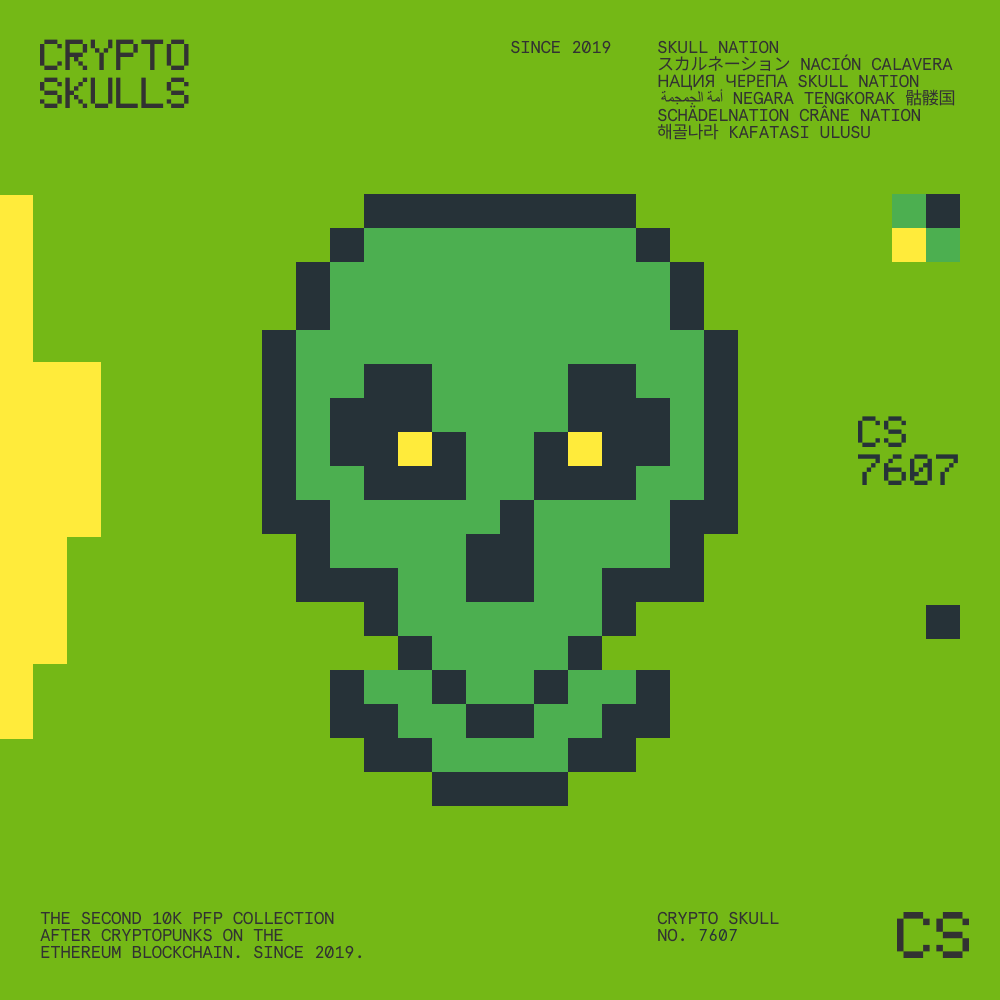 CRYPTO
SKULLS
SINCE 2019
SKULL NATION
スカルネーション NACIÓN CALAVERA
НАЦИЯ ЧЕРЕПА SKULL NATION
أمة الجمجمة NEGARA TENGKORAK 骷髅国
SCHÄDELNATION CRÂNE NATION
해골나라 KAFATASI ULUSU
CS
7607
THE SECOND 10K PFP COLLECTION
AFTER CRYPTOPUNKS ON THE
ETHEREUM BLOCKCHAIN. SINCE 2019.
CRYPTO SKULL
NO. 7607
CS